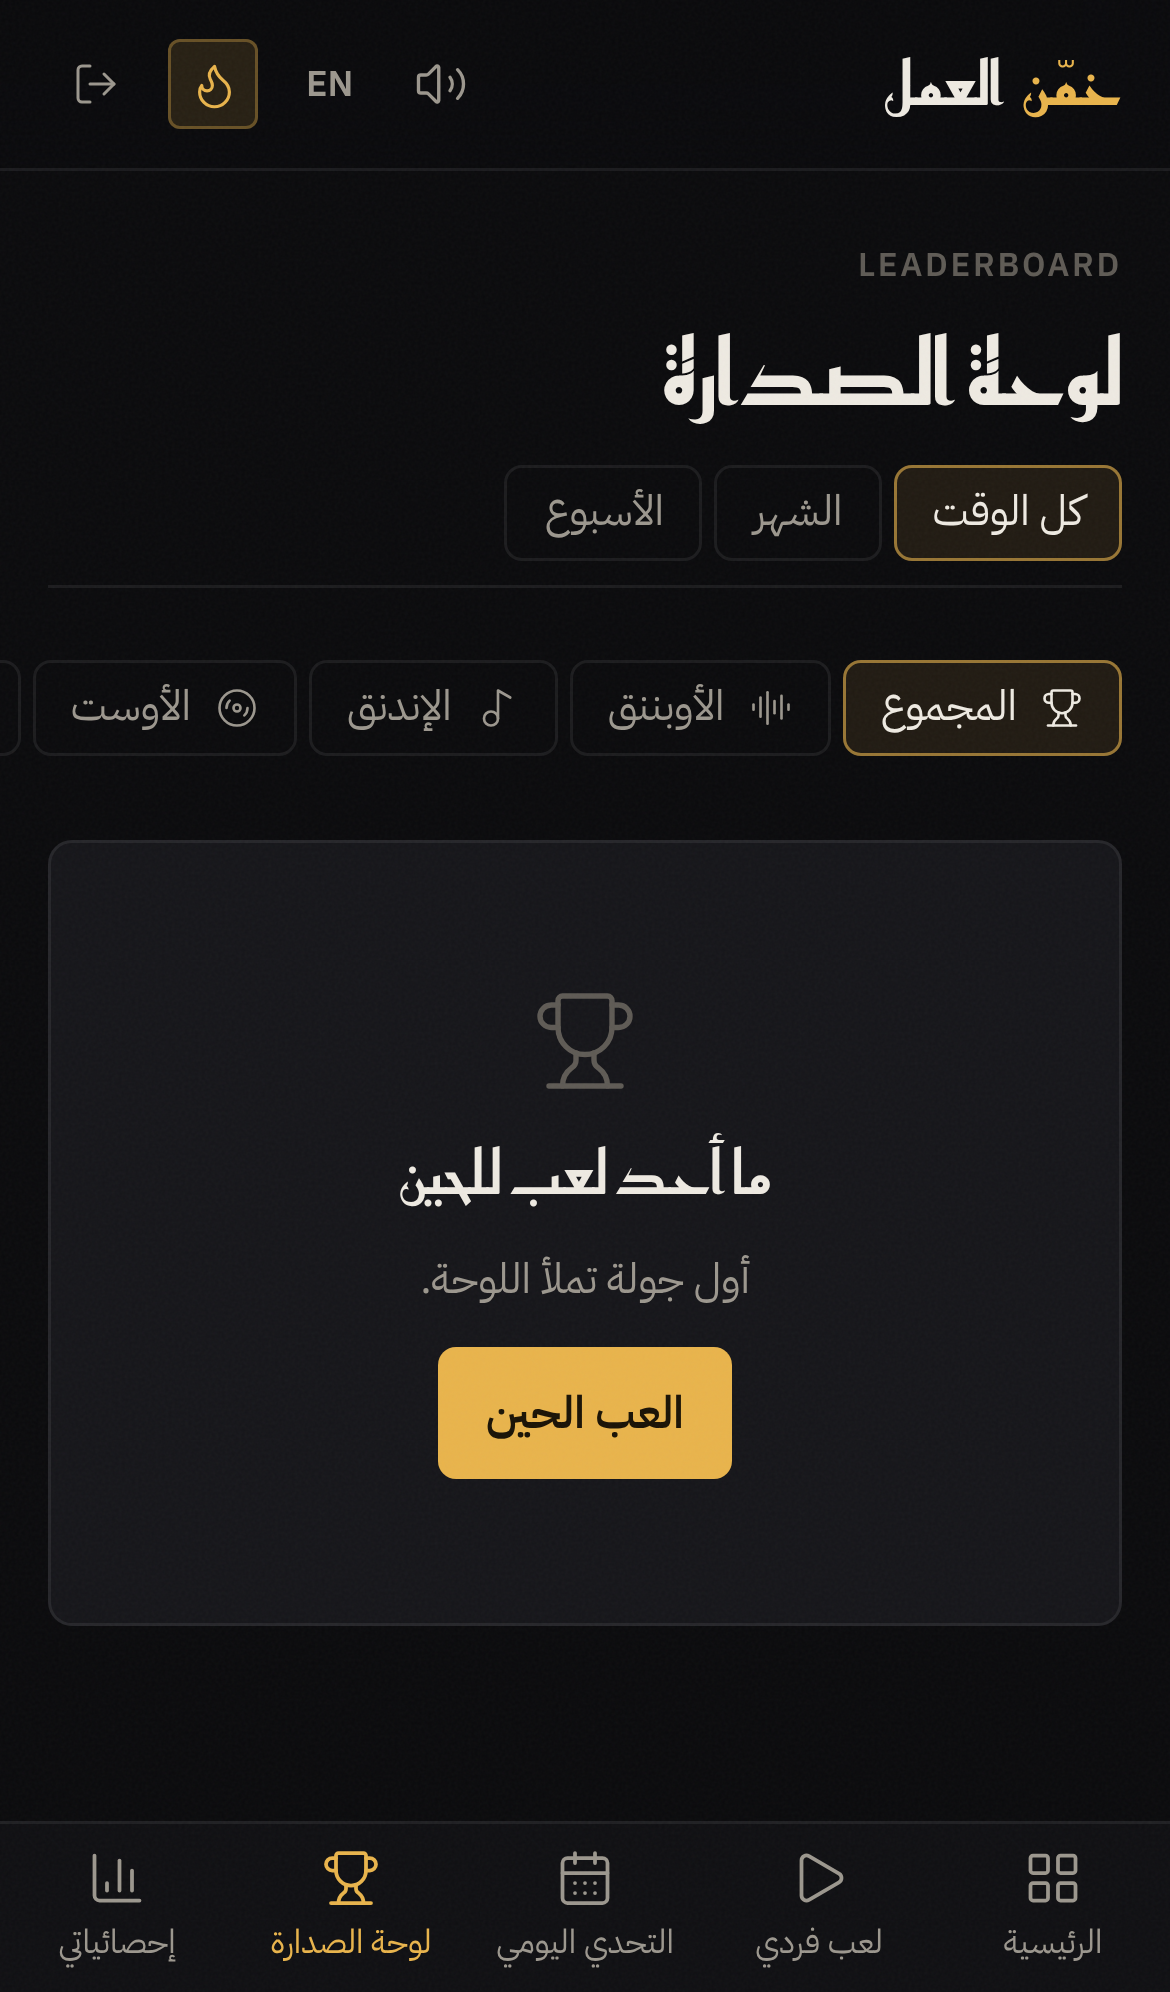 خمّن العمل
EN
LEADERBOARD
لوحة الصدارة
كل الوقت
الشهر
الأسبوع
المجموع
الأوبننق
الإندنق
الأوست
ما أحد لعب للحين
أول جولة تملأ اللوحة.
العب الحين
الرئيسية
لعب فردي
التحدي اليومي
لوحة الصدارة
إحصائياتي